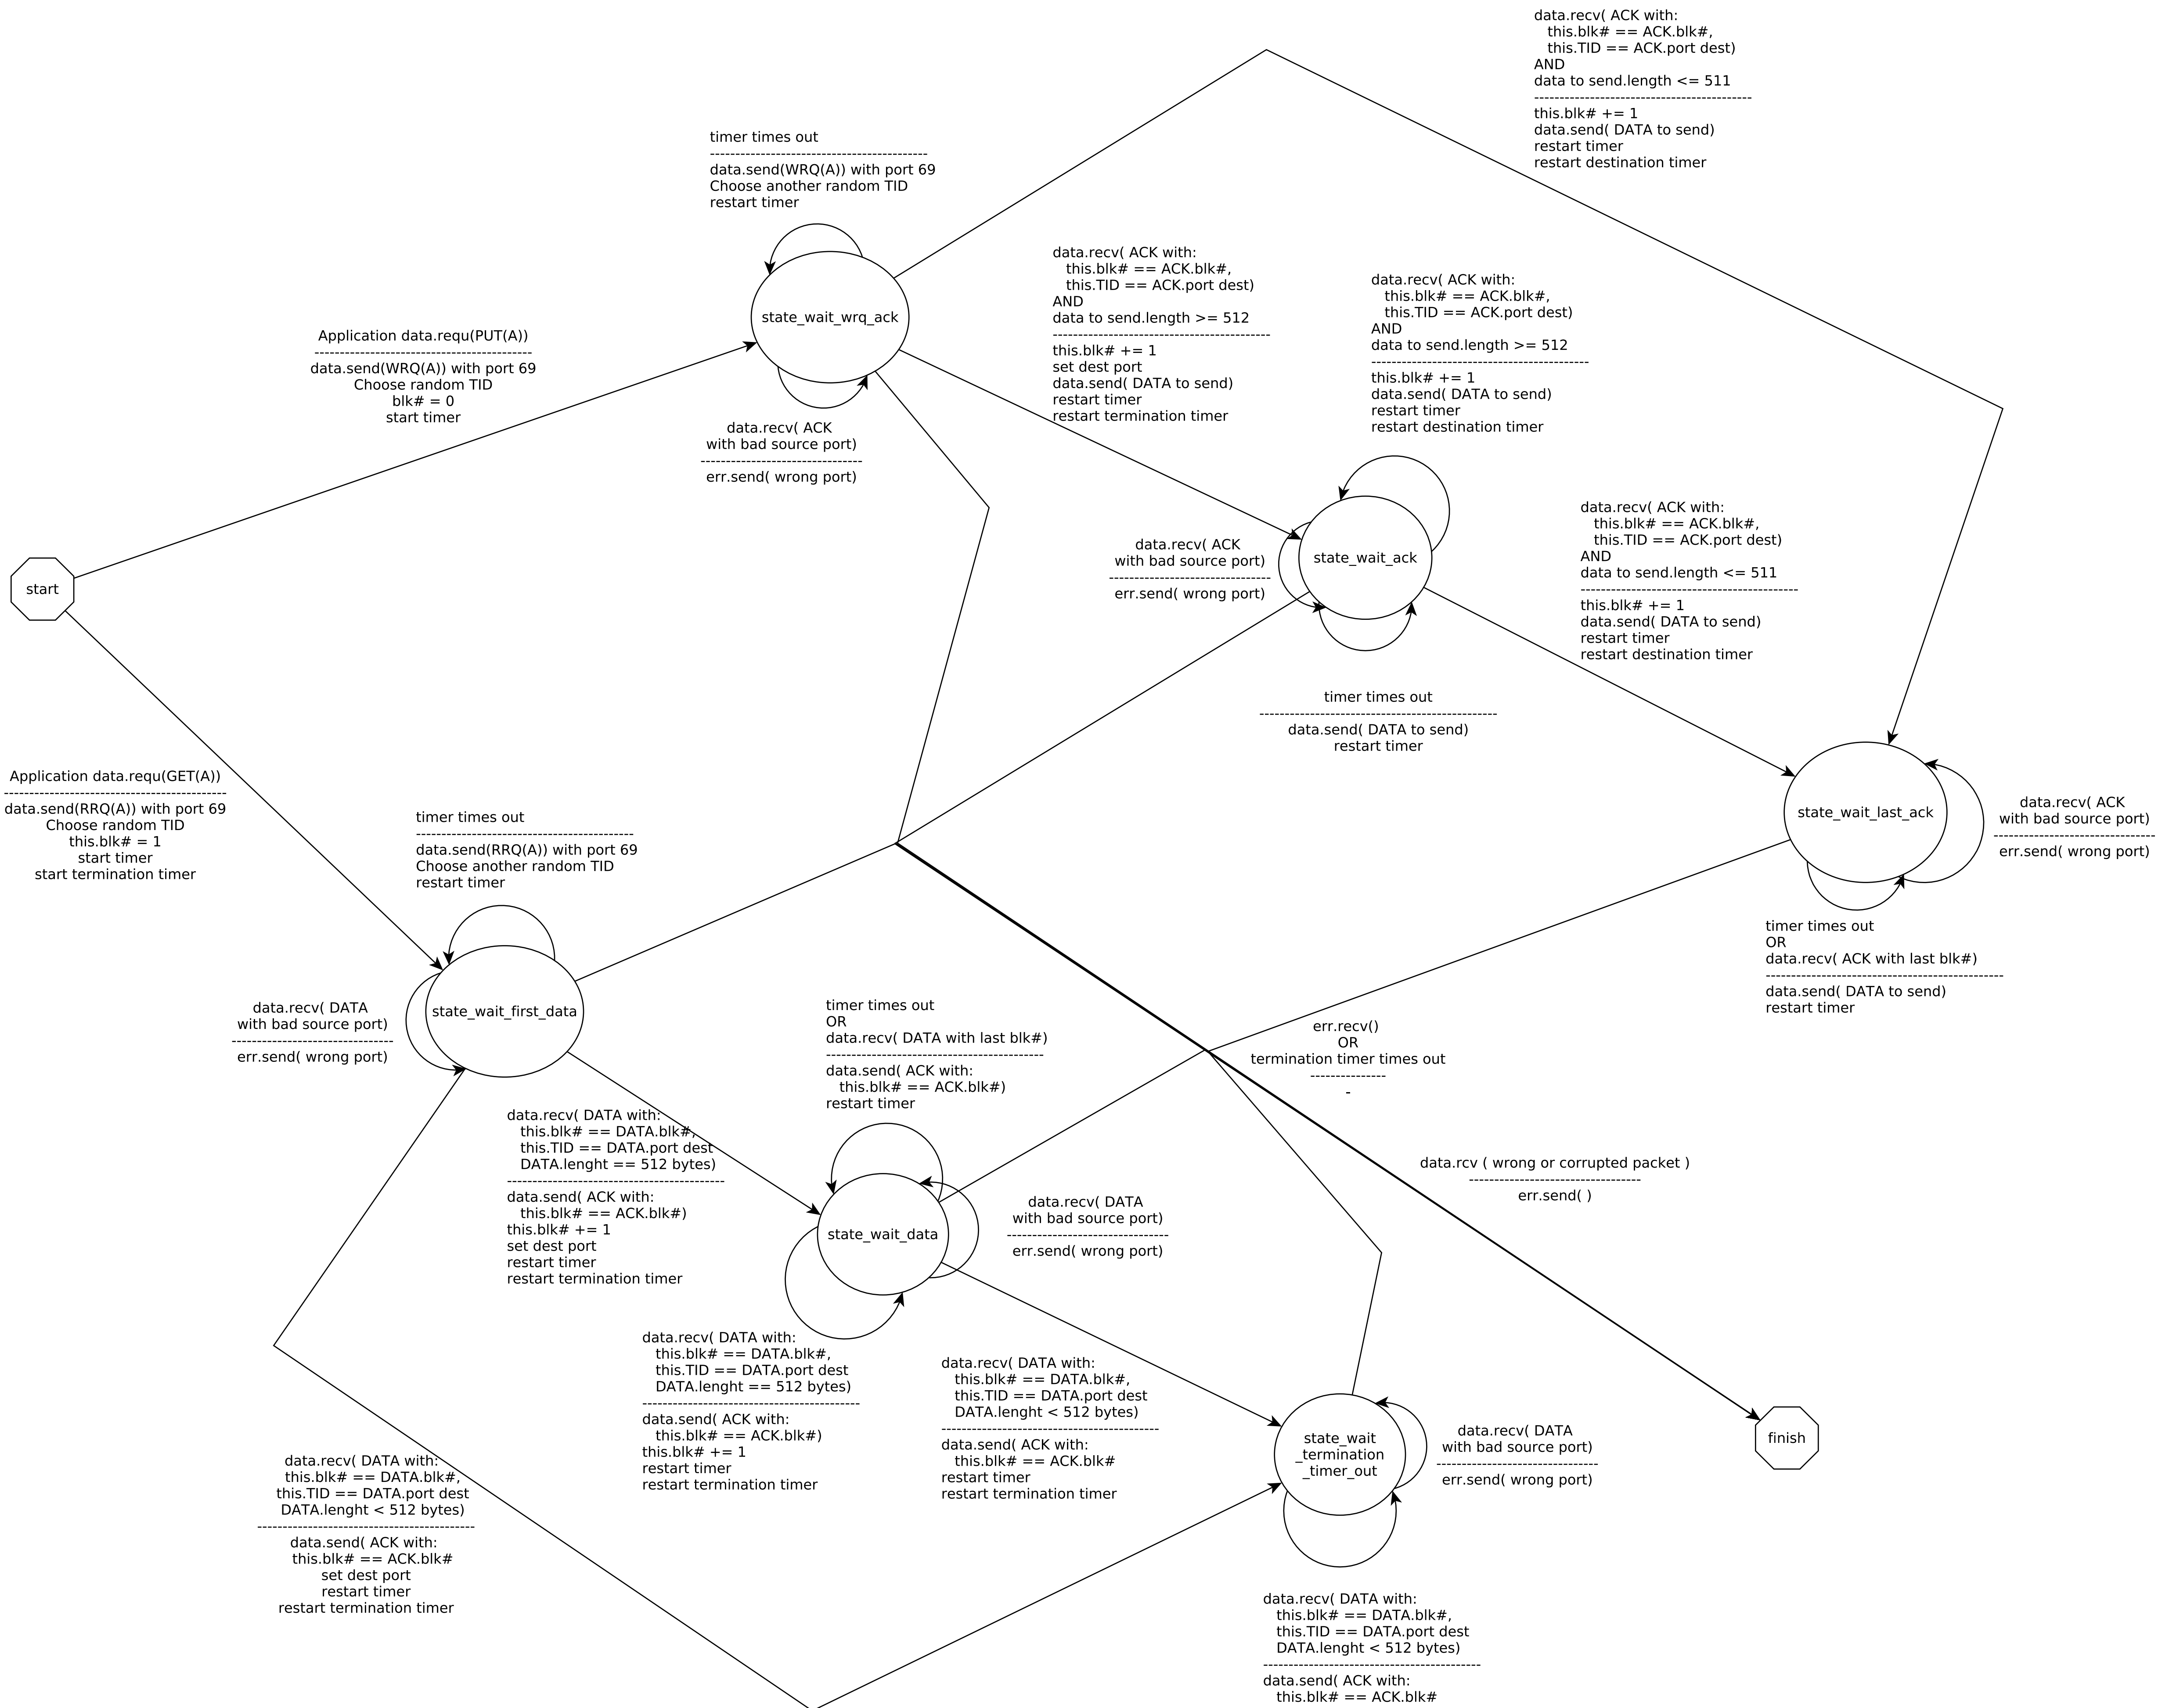 data.recv( ACK with:
this.blk# == ACK.blk#,
this.TID == ACK.port dest)
AND
data to send.length <= 511
-------------------------------------------
this.blk# += 1
data.send( DATA to send)
restart timer
restart destination timer
timer times out
-------------------------------------------
data.send(WRQ(A)) with port 69
Choose another random TID
restart timer
state_wait_wrq_ack
data.recv( ACK with:
this.blk# == ACK.blk#,
this.TID == ACK.port dest)
AND
data to send.length >= 512
-------------------------------------------
this.blk# += 1
set dest port
data.send( DATA to send)
restart timer
restart termination timer
data.recv( ACK with:
this.blk# == ACK.blk#,
this.TID == ACK.port dest)
AND
data to send.length >= 512
-------------------------------------------
this.blk# += 1
data.send( DATA to send)
restart timer
restart destination timer
Application data.requ(PUT(A))
-------------------------------------------
data.send(WRQ(A)) with port 69
Choose random TID
blk# = 0
start timer
data.recv( ACK
with bad source port)
--------------------------------
err.send( wrong port)
data.recv( ACK
with bad source port)
--------------------------------
err.send( wrong port)
state_wait_ack
data.recv( ACK with:
this.blk# == ACK.blk#,
this.TID == ACK.port dest)
AND
data to send.length <= 511
-------------------------------------------
this.blk# += 1
data.send( DATA to send)
restart timer
restart destination timer
start
timer times out
-----------------------------------------------
data.send( DATA to send)
restart timer
Application data.requ(GET(A))
--------------------------------------------
data.send(RRQ(A)) with port 69
Choose random TID
this.blk# = 1
start timer
start termination timer
timer times out
-------------------------------------------
data.send(RRQ(A)) with port 69
Choose another random TID
restart timer
state_wait_last_ack
data.recv( ACK
with bad source port)
--------------------------------
err.send( wrong port)
timer times out
OR
data.recv( ACK with last blk#)
-----------------------------------------------
data.send( DATA to send)
restart timer
data.recv( DATA
with bad source port)
--------------------------------
err.send( wrong port)
state_wait_first_data
timer times out
OR
data.recv( DATA with last blk#)
-------------------------------------------
data.send( ACK with:
this.blk# == ACK.blk#)
restart timer
err.recv()
OR
termination timer times out
---------------
-
data.recv( DATA with:
this.blk# == DATA.blk#,
this.TID == DATA.port dest
DATA.lenght == 512 bytes)
-------------------------------------------
data.send( ACK with:
this.blk# == ACK.blk#)
this.blk# += 1
set dest port
restart timer
restart termination timer
data.rcv ( wrong or corrupted packet )
----------------------------------
err.send( )
state_wait_data
data.recv( DATA
with bad source port)
--------------------------------
err.send( wrong port)
data.recv( DATA with:
this.blk# == DATA.blk#,
this.TID == DATA.port dest
DATA.lenght == 512 bytes)
-------------------------------------------
data.send( ACK with:
this.blk# == ACK.blk#)
this.blk# += 1
restart timer
restart termination timer
data.recv( DATA with:
this.blk# == DATA.blk#,
this.TID == DATA.port dest
DATA.lenght < 512 bytes)
-------------------------------------------
data.send( ACK with:
this.blk# == ACK.blk#
restart timer
restart termination timer
state_wait
_termination
_timer_out
data.recv( DATA
with bad source port)
--------------------------------
err.send( wrong port)
finish
data.recv( DATA with:
this.blk# == DATA.blk#,
this.TID == DATA.port dest
DATA.lenght < 512 bytes)
-------------------------------------------
data.send( ACK with:
this.blk# == ACK.blk#
set dest port
restart timer
restart termination timer
data.recv( DATA with:
this.blk# == DATA.blk#,
this.TID == DATA.port dest
DATA.lenght < 512 bytes)
-------------------------------------------
data.send( ACK with:
this.blk# == ACK.blk#